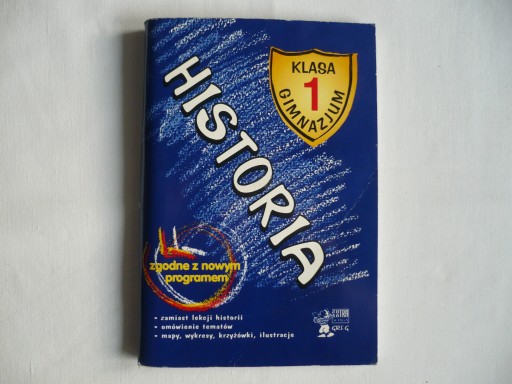 KLASA
1
GIMNAZJUM
HISTORIA
zgodne z nowym
programem
- zamiast lekcji historii
- omówienie tematów
- mapy, wykresy, krzyżówki, ilustracje
GREG